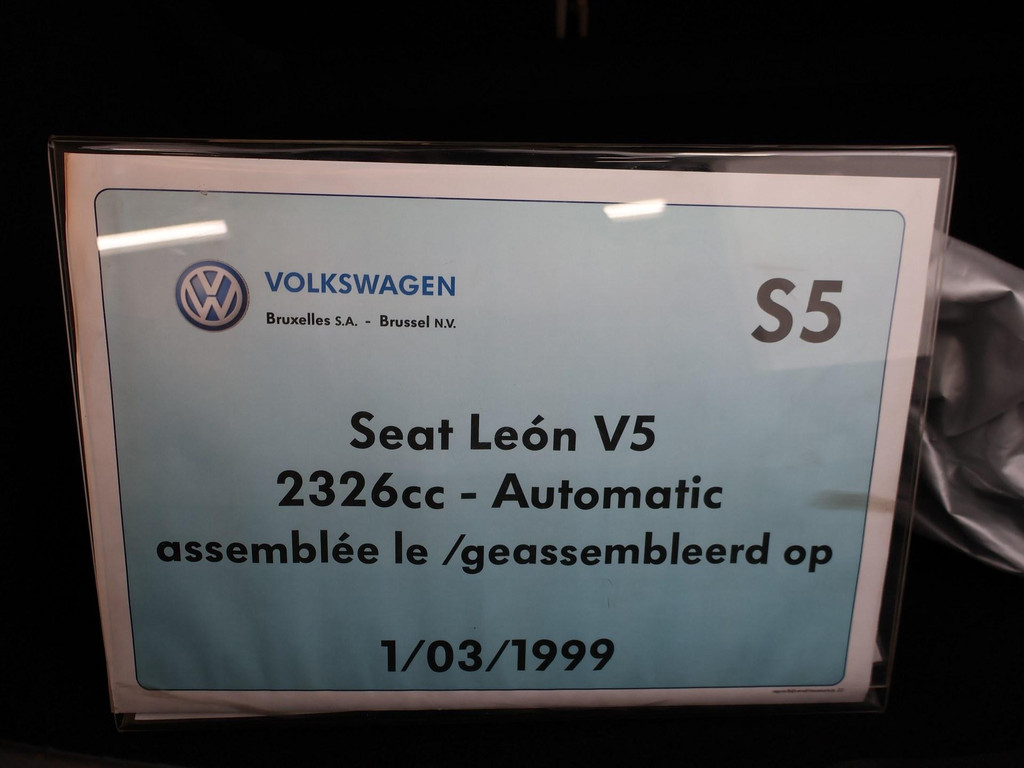 VOLKSWAGEN
S5
Bruxelles S.A. - Brussel N.V.
Seat León V5
2326cc - Automatic
assemblée le /geassembleerd op
1/03/1999